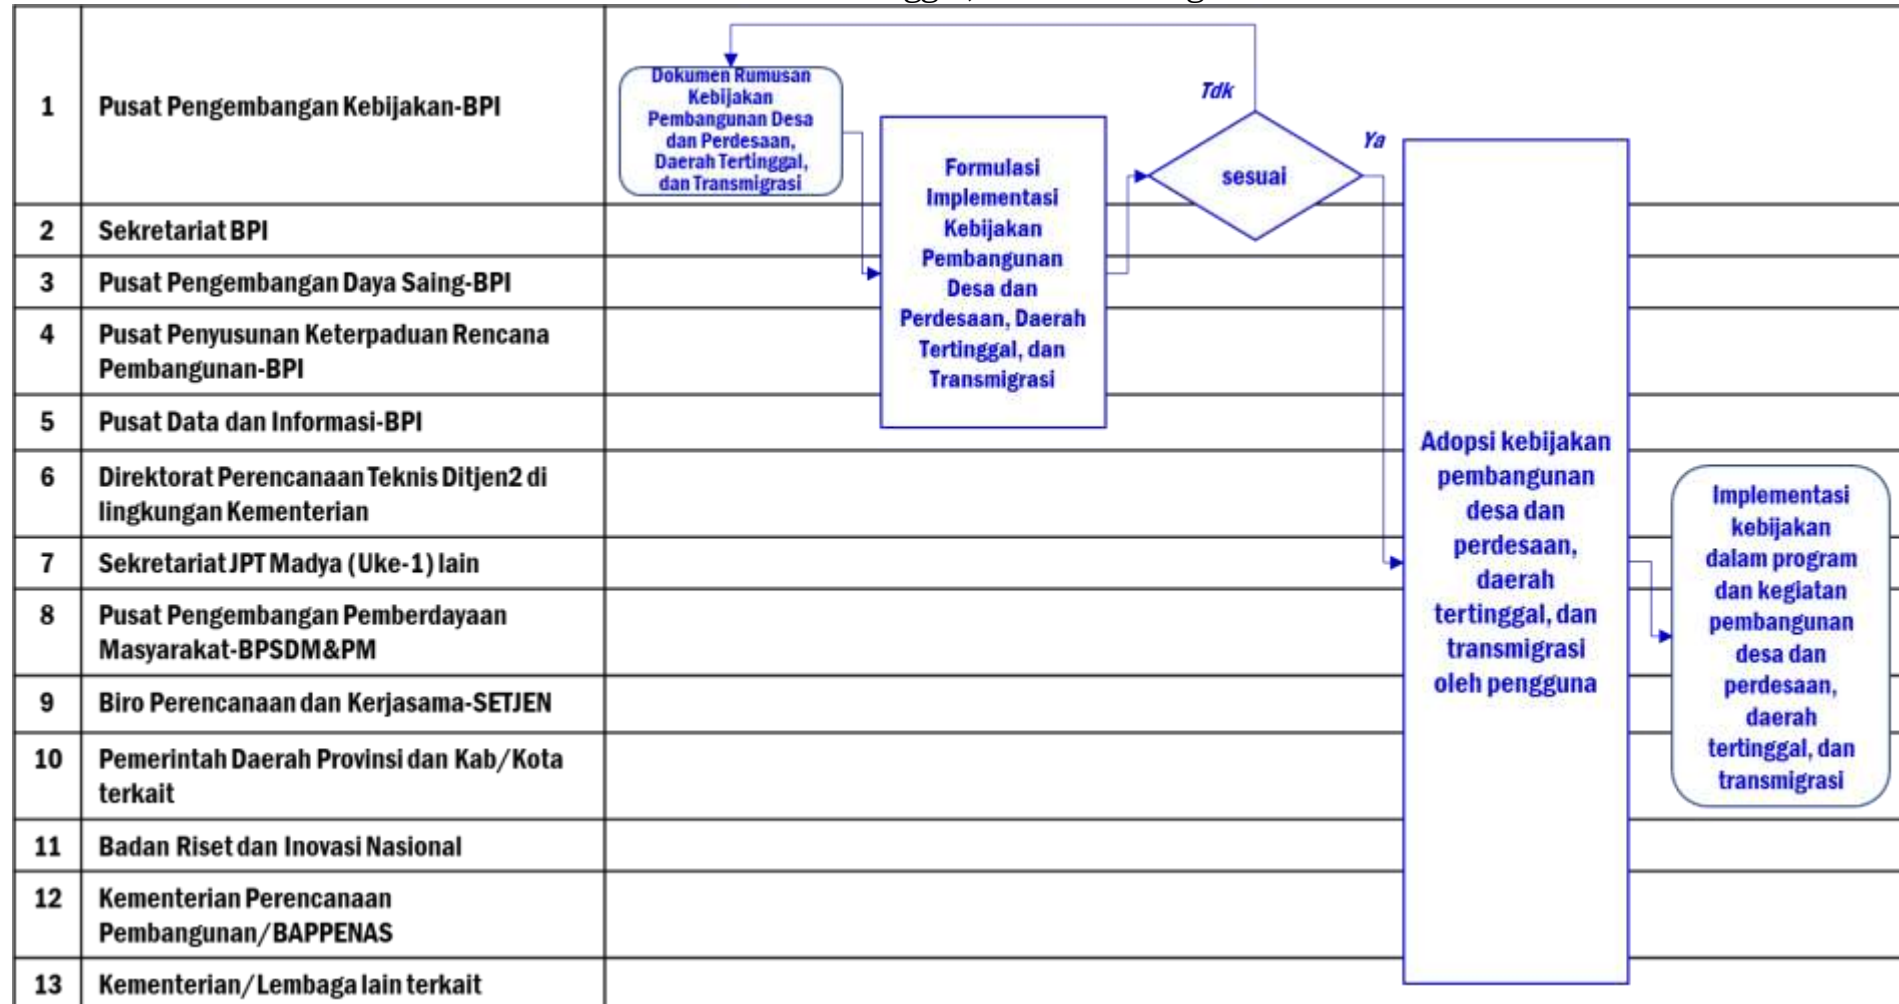 1
Pusat Pengembangan Kebijakan-BPI
2
Sekretariat BPI
3
Pusat Pengembangan Daya Saing-BPI
4
Pusat Penyusunan Keterpaduan Rencana
Pembangunan-BPI
5
Pusat Data dan Informasi-BPI
6
Direktorat Perencanaan Teknis Ditjen2 di
lingkungan Kementerian
7
Sekretariat JPT Madya (Uke-1) lain
8
Pusat Pengembangan Pemberdayaan
Masyarakat-BPSDM&PM
9
Biro Perencanaan dan Kerjasama-SETJEN
10
Pemerintah Daerah Provinsi dan Kab/Kota
terkait
11
Badan Riset dan Inovasi Nasional
12
Kementerian Perencanaan
Pembangunan/BAPPENAS
13
Kementerian/Lembaga lain terkait
Dokumen Rumusan
Kebijakan
Pembangunan Desa
dan Perdesaan,
Daerah Tertinggal,
dan Transmigrasi
Formulasi
Implementasi
Kebijakan
Pembangunan
Desa dan
Perdesaan, Daerah
Tertinggal, dan
Transmigrasi
Tdk
sesuai
Ya
Adopsi kebijakan
pembangunan
desa dan
perdesaan,
daerah
tertinggal, dan
transmigrasi
oleh pengguna
Implementasi
kebijakan
dalam program
dan kegiatan
pembangunan
desa dan
perdesaan,
daerah
tertinggal, dan
transmigrasi